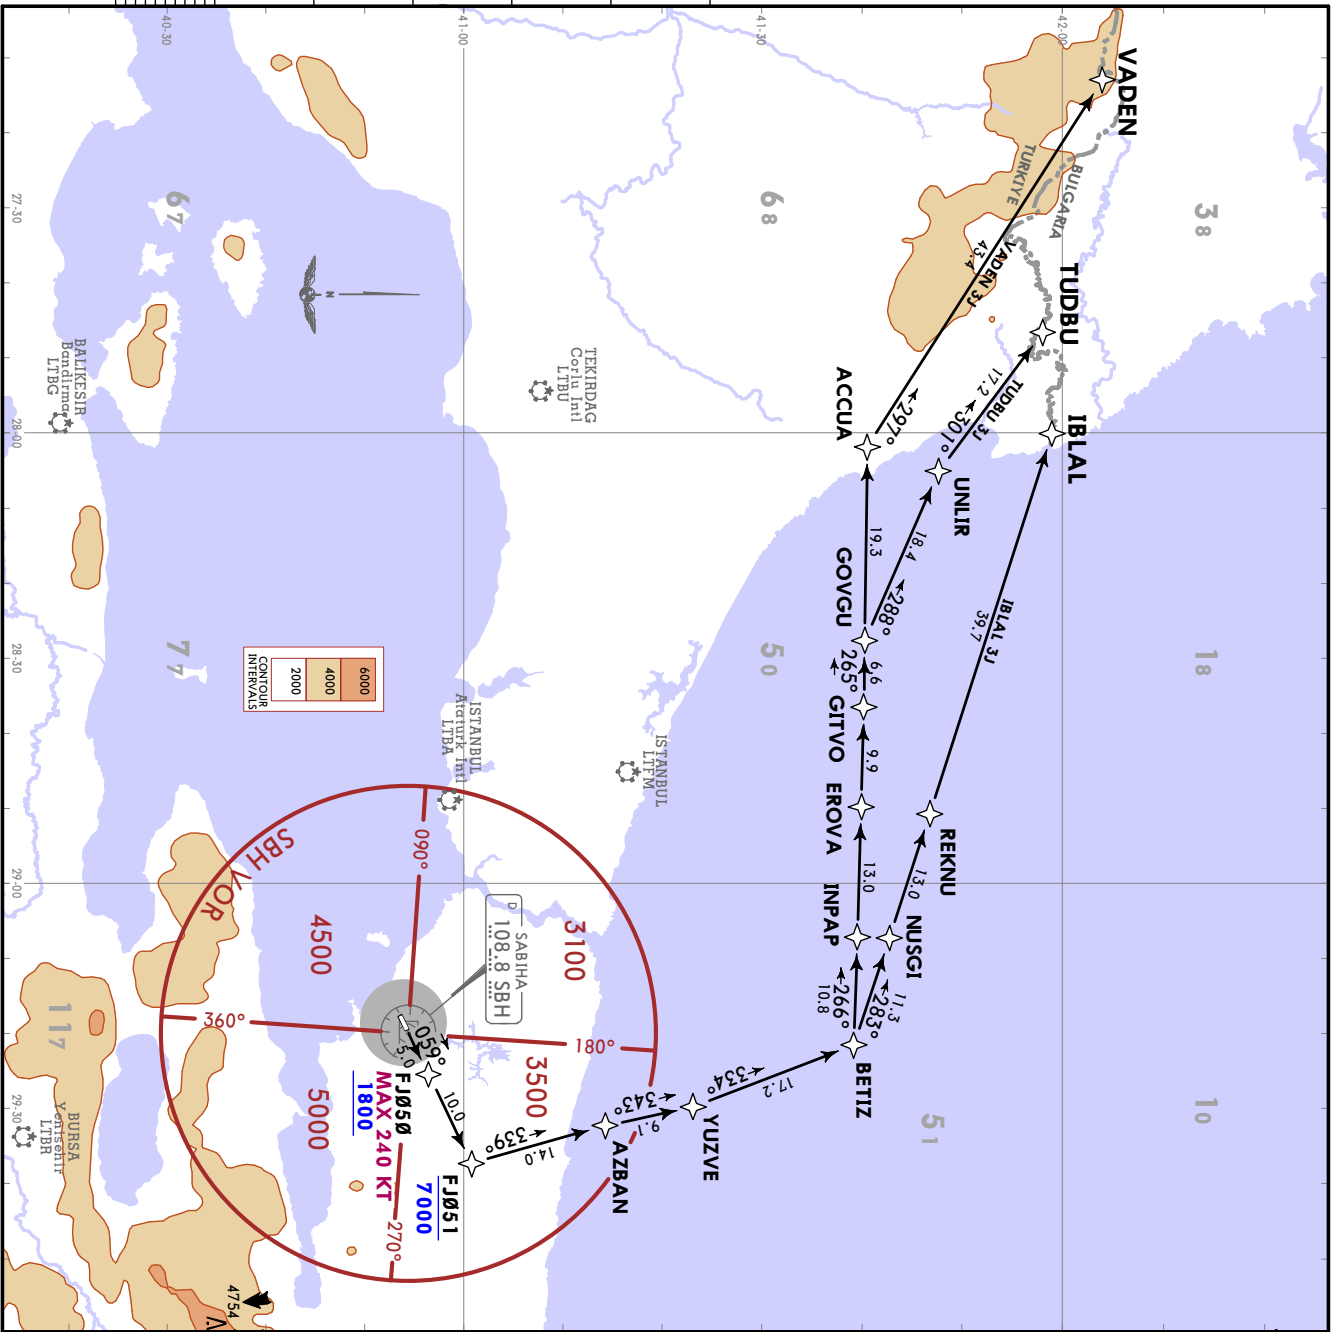 VADEN
TUDBU
IBLAL
BULGARIA
TURKIYE
VADEN 3J
43.4
TUDBU 3J
17.2
301°
297°
ACCUA
UNLIR
18.4
288°
19.3
GOVGU
6.6
265°
GITVO
9.9
EROVA
13.0
INPAP
IBLAL 3J
39.7
REKNU
13.0
NUSGI
11.3
283°
266°
10.8
BETIZ
17.2
334°
YUZVE
9.1
343°
AZBAN
14.0
339°
FJØ51
7000
10.0
FJØ5Ø
MAX 240 KT
1800
5.0
059°
SABIHA
D
108.8 SBH
SBH VOR
090°
180°
270°
360°
3100
3500
4500
5000
TEKIRDAG
Corlu Intl
LTBU
ISTANBUL
LTFM
ISTANBUL
Ataturk Intl
LTBA
BALIKESIR
Bandirma
LTBG
BURSA
Yenisehir
LTBR
6000
4000
2000
CONTOUR
INTERVALS
N
38
18
10
68
50
51
67
77
117
4754
42-00
41-30
41-00
40-30
27-30
28-00
28-30
29-00
29-30